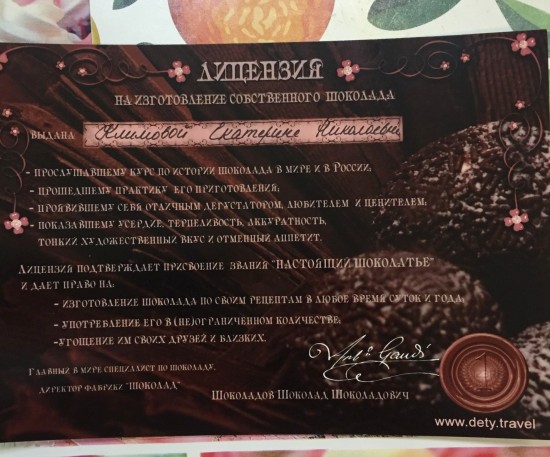 ЛИЦЕНЗИЯ
НА ИЗГОТОВЛЕНИЕ СОБСТВЕННОГО ШОКОЛАДА
ВЫДАНА Климовой Екатерине Николаевне
- ПРОСЛУШАВШЕМУ КУРС ПО ИСТОРИИ ШОКОЛАДА В МИРЕ И В РОССИИ;
- ПРОШЕДШЕМУ ПРАКТИКУ ЕГО ПРИГОТОВЛЕНИЯ;
- ПРОЯВИВШЕМУ СЕБЯ ОТЛИЧНЫМ ДЕГУСТАТОРОМ, ЛЮБИТЕЛЕМ И ЦЕНИТЕЛЕМ;
- ПОКАЗАВШЕМУ УСЕРДИЕ, ТЕРПЕЛИВОСТЬ, АККУРАТНОСТЬ,
ТОНКИЙ ХУДОЖЕСТВЕННЫЙ ВКУС И ОТМЕННЫЙ АППЕТИТ.
ЛИЦЕНЗИЯ ПОДТВЕРЖДАЕТ ПРИСВОЕНИЕ ЗВАНИЯ "НАСТОЯЩИЙ ШОКОЛАТЬЕ"
И ДАЕТ ПРАВО НА:
- ИЗГОТОВЛЕНИЕ ШОКОЛАДА ПО СВОИМ РЕЦЕПТАМ В ЛЮБОЕ ВРЕМЯ СУТОК И ГОДА;
- УПОТРЕБЛЕНИЕ ЕГО В (НЕ)ОГРАНИЧЕННОМ КОЛИЧЕСТВЕ;
- УГОЩЕНИЕ ИМ СВОИХ ДРУЗЕЙ И БЛИЗКИХ.
ГЛАВНЫЙ В МИРЕ СПЕЦИАЛИСТ ПО ШОКОЛАДУ,
ДИРЕКТОР ФАБРИКИ "ШОКОЛАД"
ШОКОЛАДОВ ШОКОЛАД ШОКОЛАДОВИЧ
1
www.dety.travel